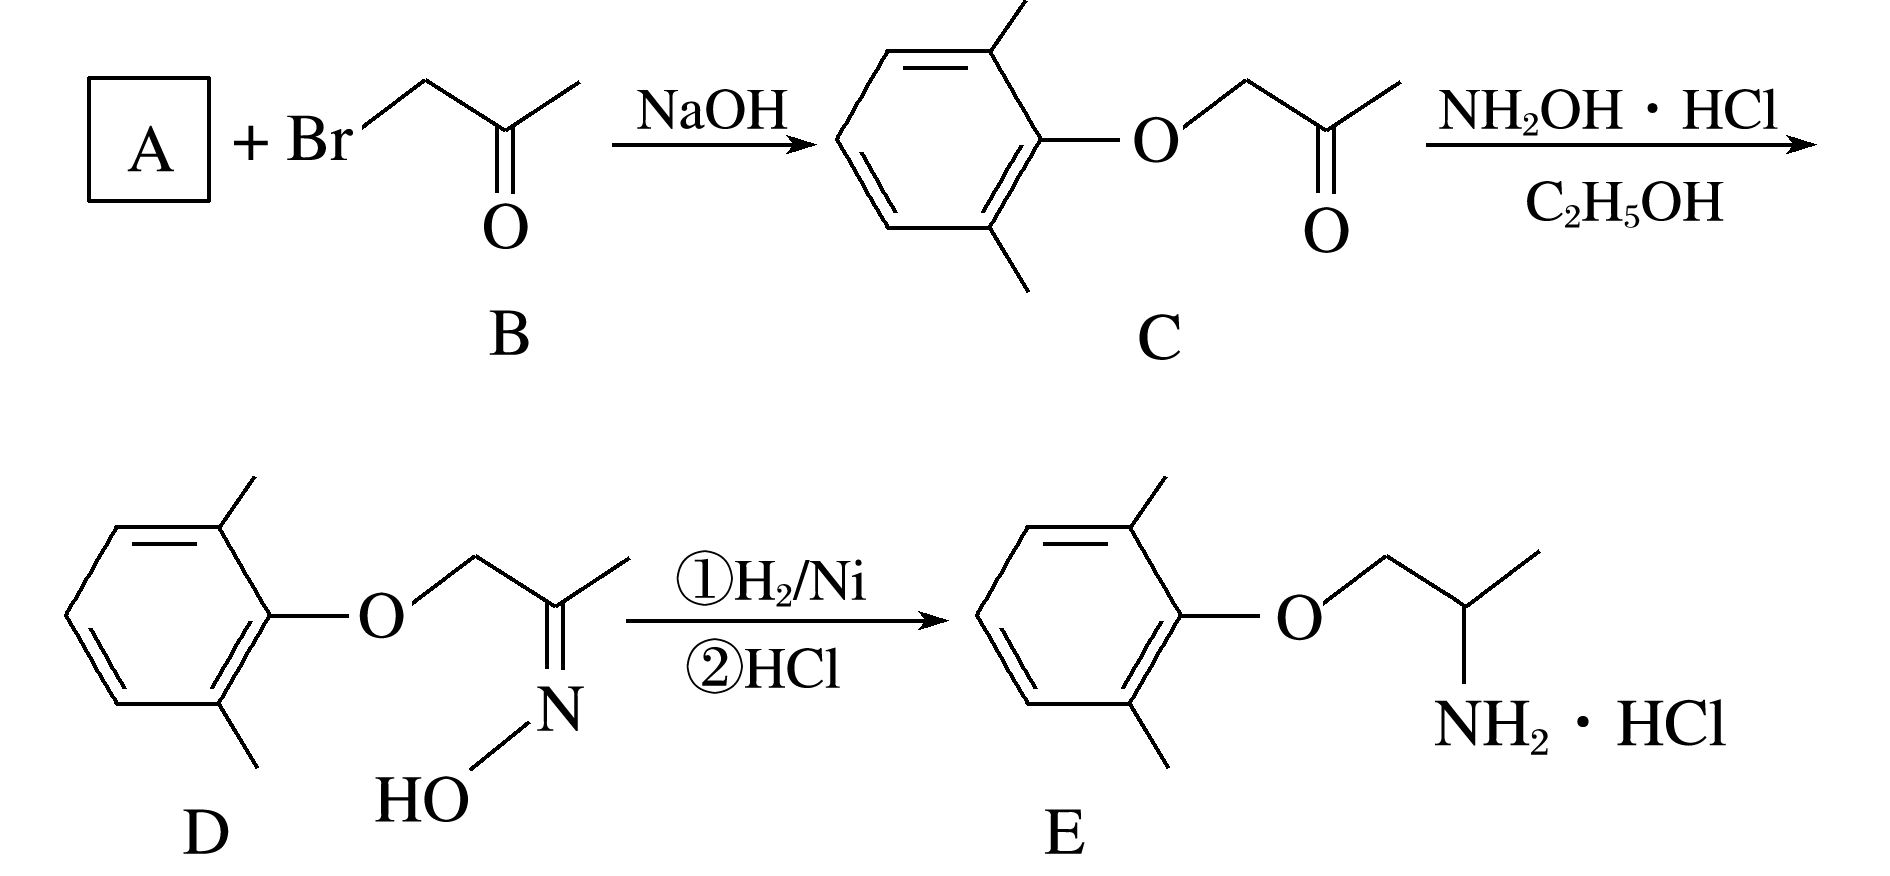 A + Br O NaOH O O NH₂OH · HCl
C₂H₅OH
B C
O N HO ①H₂/Ni
②HCl O NH₂ · HCl
D E